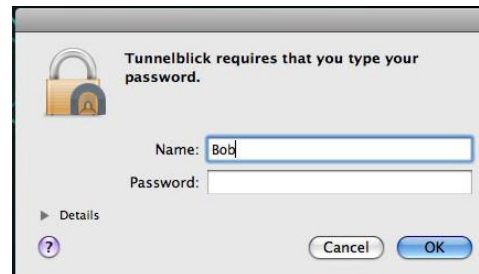 Tunnelblick requires that you type your
password.
Name: Bob
Password:
Details
?
Cancel OK